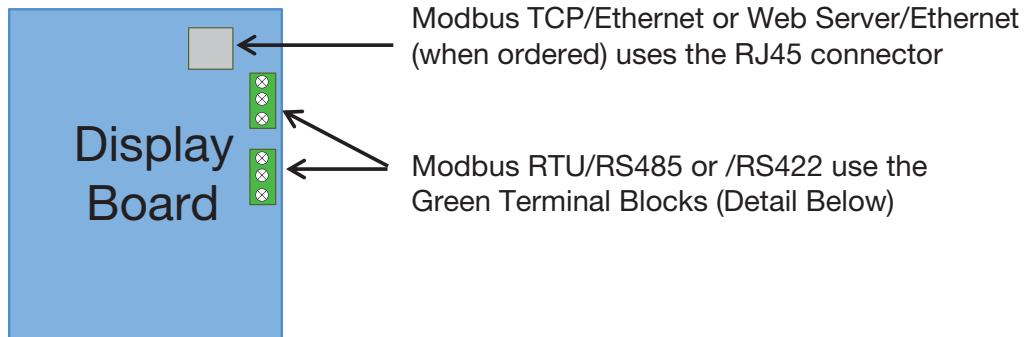 Modbus TCP/Ethernet or Web Server/Ethernet
(when ordered) uses the RJ45 connector
Display
Board
Modbus RTU/RS485 or /RS422 use the
Green Terminal Blocks (Detail Below)